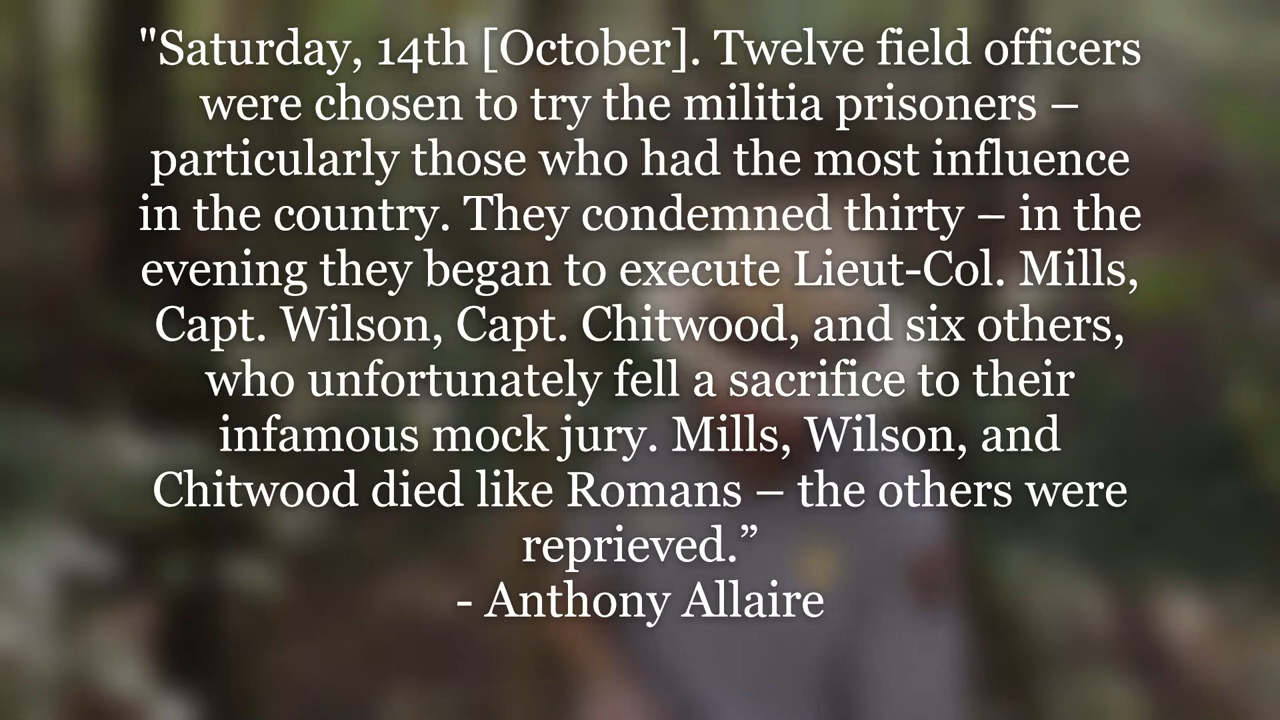 "Saturday, 14th [October]. Twelve field officers
were chosen to try the militia prisoners –
particularly those who had the most influence
in the country. They condemned thirty – in the
evening they began to execute Lieut-Col. Mills,
Capt. Wilson, Capt. Chitwood, and six others,
who unfortunately fell a sacrifice to their
infamous mock jury. Mills, Wilson, and
Chitwood died like Romans – the others were
reprieved.”
- Anthony Allaire